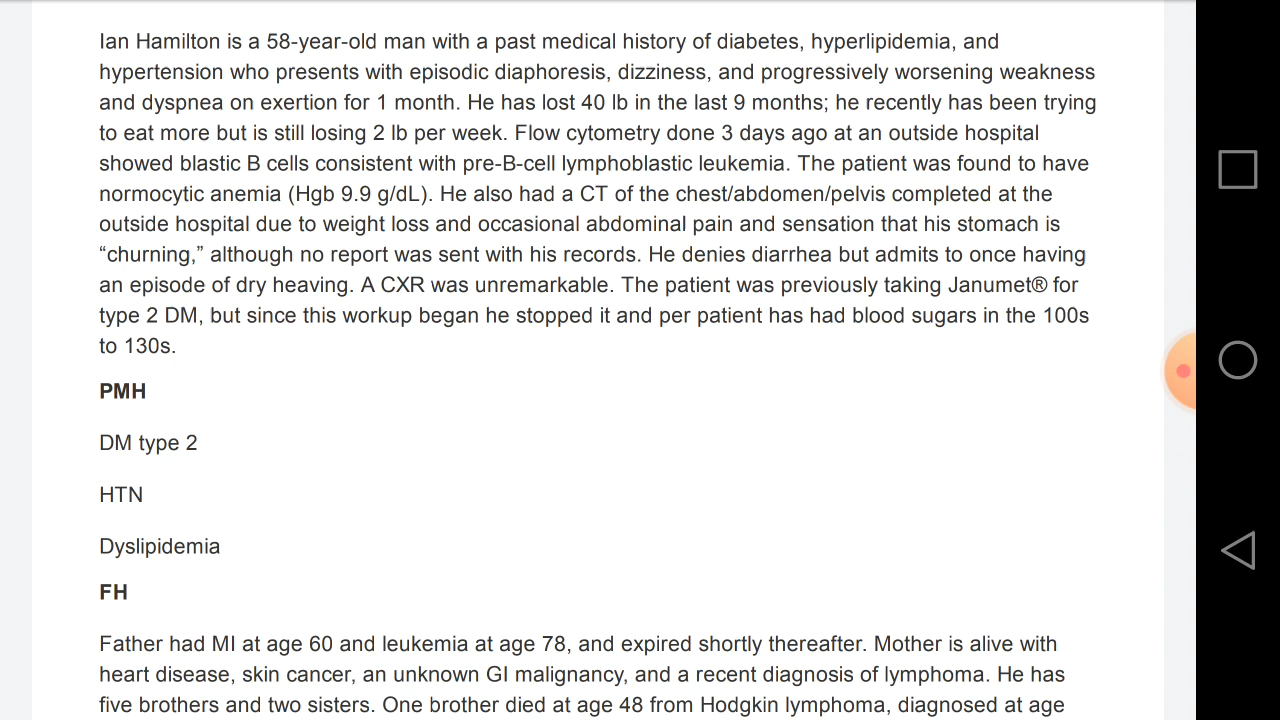 Ian Hamilton is a 58-year-old man with a past medical history of diabetes, hyperlipidemia, and
hypertension who presents with episodic diaphoresis, dizziness, and progressively worsening weakness
and dyspnea on exertion for 1 month. He has lost 40 lb in the last 9 months; he recently has been trying
to eat more but is still losing 2 lb per week. Flow cytometry done 3 days ago at an outside hospital
showed blastic B cells consistent with pre-B-cell lymphoblastic leukemia. The patient was found to have
normocytic anemia (Hgb 9.9 g/dL). He also had a CT of the chest/abdomen/pelvis completed at the
outside hospital due to weight loss and occasional abdominal pain and sensation that his stomach is
“churning,” although no report was sent with his records. He denies diarrhea but admits to once having
an episode of dry heaving. A CXR was unremarkable. The patient was previously taking Janumet® for
type 2 DM, but since this workup began he stopped it and per patient has had blood sugars in the 100s
to 130s.
PMH
DM type 2
HTN
Dyslipidemia
FH
Father had MI at age 60 and leukemia at age 78, and expired shortly thereafter. Mother is alive with
heart disease, skin cancer, an unknown GI malignancy, and a recent diagnosis of lymphoma. He has
five brothers and two sisters. One brother died at age 48 from Hodgkin lymphoma, diagnosed at age